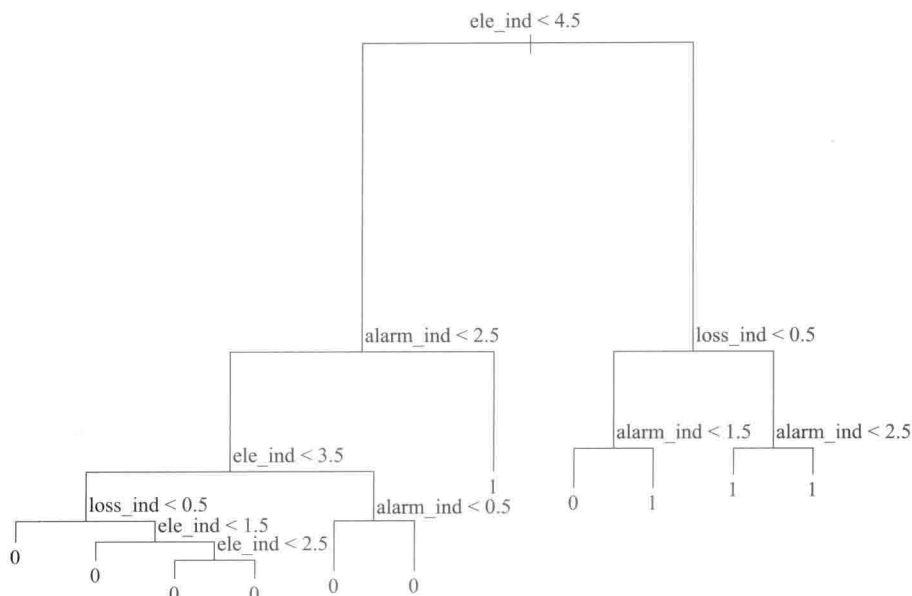 ele_ind < 4.5
alarm_ind < 2.5
loss_ind < 0.5
alarm_ind < 1.5
alarm_ind < 2.5
ele_ind < 3.5
1
0
1
1
1
loss_ind < 0.5
alarm_ind < 0.5
ele_ind < 1.5
ele_ind < 2.5
0
0
0
0
0
0